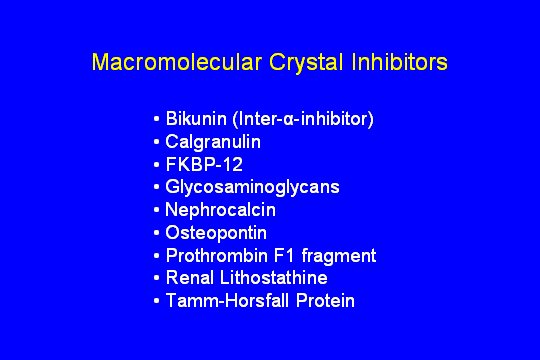 Macromolecular Crystal Inhibitors
• Bikunin (Inter-α-inhibitor)
• Calgranulin
• FKBP-12
• Glycosaminoglycans
• Nephrocalcin
• Osteopontin
• Prothrombin F1 fragment
• Renal Lithostathine
• Tamm-Horsfall Protein